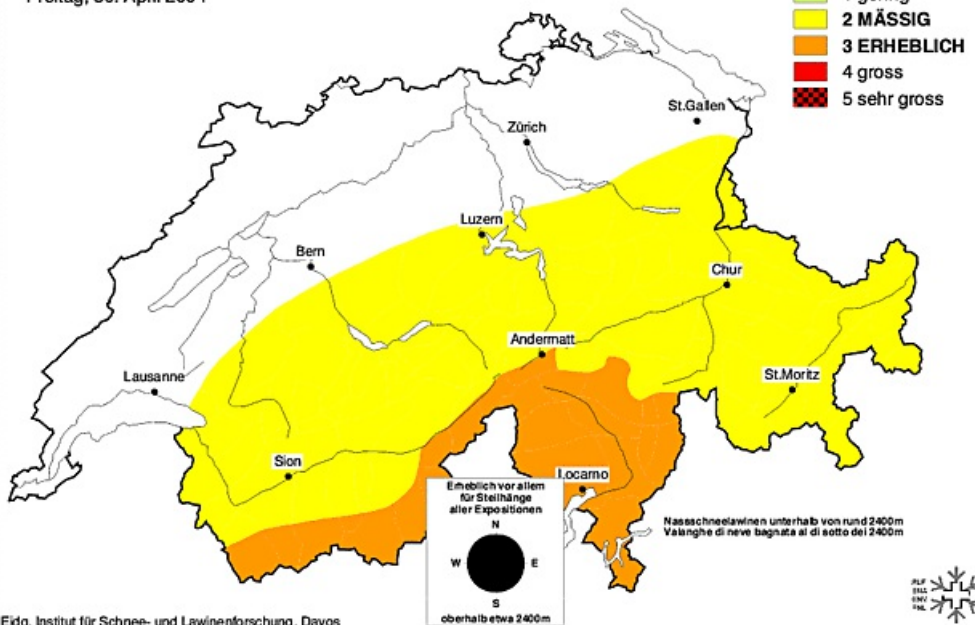 2 MÄSSIG
3 ERHEBLICH
4 gross
5 sehr gross
St.Gallen
Zürich
Luzern
Bern
Chur
Andermatt
Lausanne
St.Moritz
Sion
Locarno
Erheblich vor allem
für Steilhänge
aller Expositionen
N
W E
S
oberhalb etwa 2400m
Nassschneelawinen unterhalb von rund 2400m
Valanghe di neve bagnata al di sotto dei 2400m
SLF
Eidg. Institut für Schnee- und Lawinenforschung, Davos